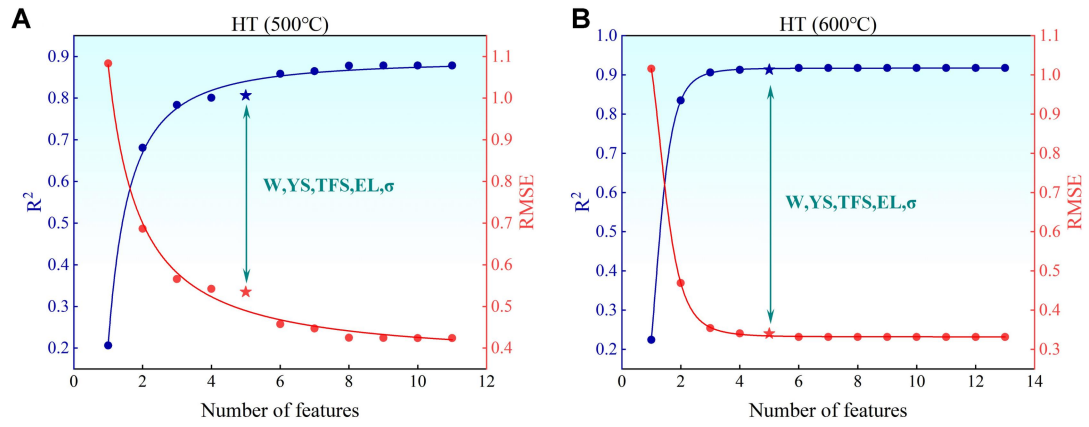 A
HT (500℃)
0.9
0.8
0.7
0.6
0.5
0.4
0.3
0.2
R²
1.1
1.0
0.9
0.8
0.7
0.6
0.5
0.4
RMSE
W,YS,TFS,EL,σ
0 2 4 6 8 10 12
Number of features
B
HT (600℃)
1.0
0.9
0.8
0.7
0.6
0.5
0.4
0.3
0.2
R²
1.1
1.0
0.9
0.8
0.7
0.6
0.5
0.4
0.3
RMSE
W,YS,TFS,EL,σ
0 2 4 6 8 10 12 14
Number of features